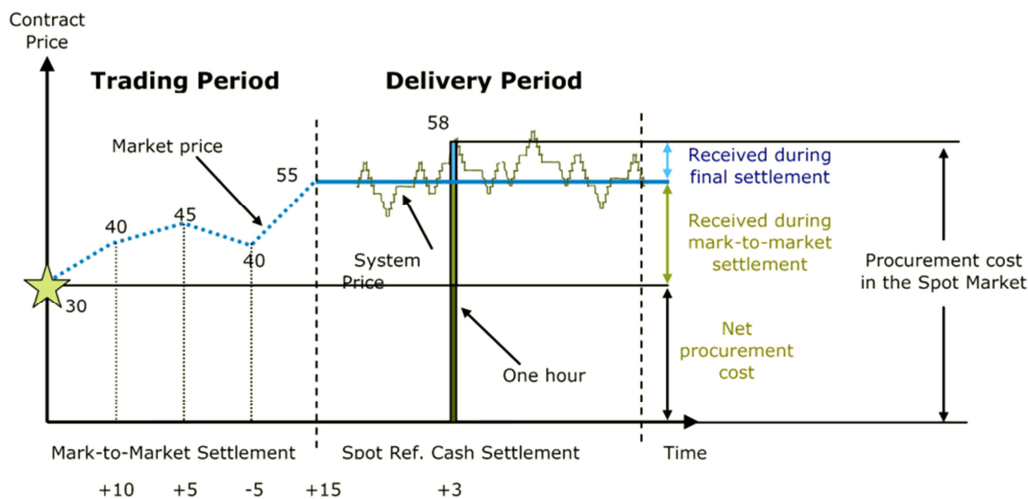 Contract
Price
Trading Period
Delivery Period
58
Market price
Received during
final settlement
55
45
40
Received during
mark-to-market
settlement
40
System
Price
Procurement cost
in the Spot Market
30
Net
procurement
cost
One hour
Mark-to-Market Settlement
Spot Ref. Cash Settlement
Time
+10
+5
-5
+15
+3